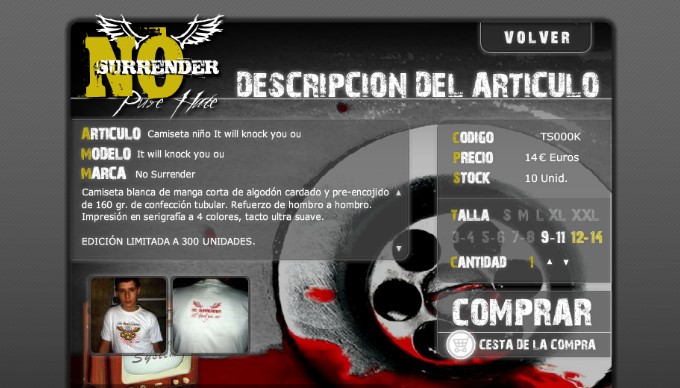 VOLVER
NO
SURRENDER
Pure Hate
DESCRIPCION DEL ARTICULO
ARTICULO Camiseta niño It will knock you ou
MODELO It will knock you ou
MARCA No Surrender
Camiseta blanca de manga corta de algodón cardado y pre-encojido
de 160 gr. de confección tubular. Refuerzo de hombro a hombro.
Impresión en serigrafía a 4 colores, tacto ultra suave.
EDICIÓN LIMITADA A 300 UNIDADES.
CODIGO TS000K
PRECIO 14 € Euros
STOCK 10 Unid.
TALLA S M L XL XXL
3-4 5-6 7-8 9-11 12-14
CANTIDAD 1
COMPRAR
CESTA DE LA COMPRA